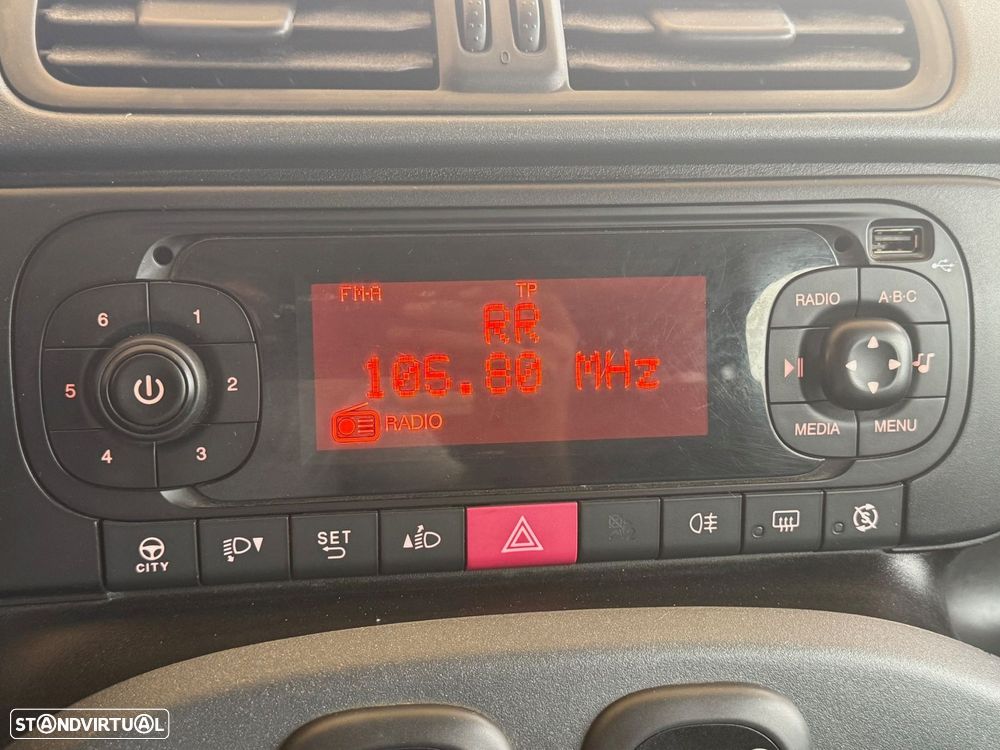 0
FM-A TP
RR
105.80 MHz
RADIO
6 1
5 2
4 3
RADIO A·B·C
MEDIA MENU
CITY
SET
STANDVIRTUAL